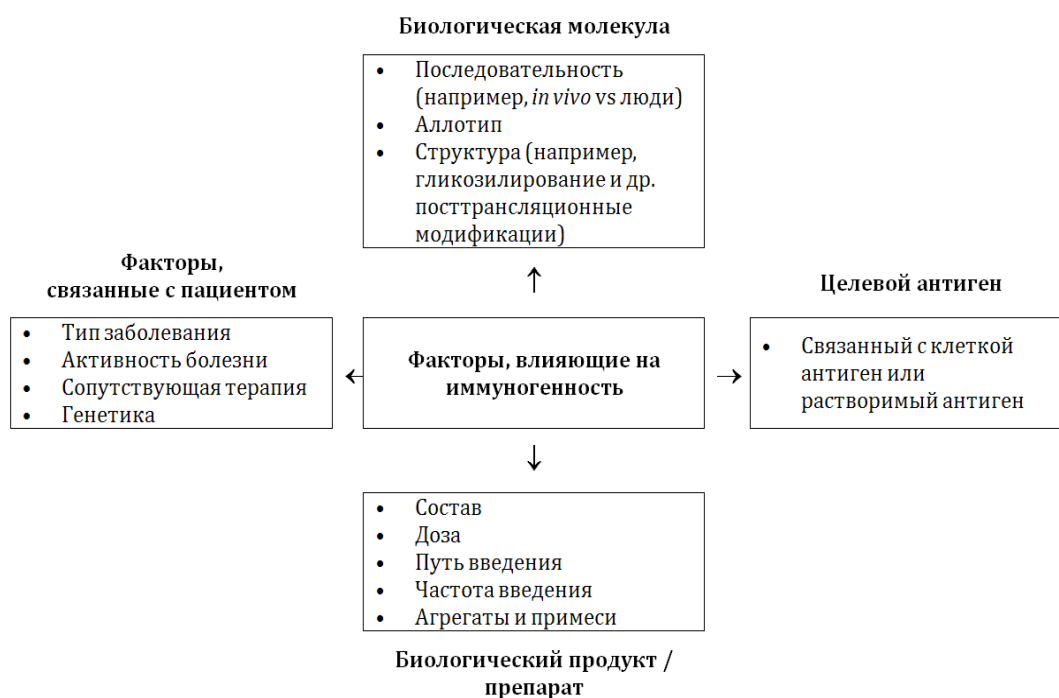 Биологическая молекула
• Последовательность
(например, in vivo vs люди)
• Аллотип
• Структура (например,
гликозилирование и др.
посттрансляционные
модификации)
Факторы,
связанные с пациентом
• Тип заболевания
• Активность болезни
• Сопутствующая терапия
• Генетика
Факторы, влияющие на
иммуногенность
Целевой антиген
• Связанный с клеткой
антиген или
растворимый антиген
• Состав
• Доза
• Путь введения
• Частота введения
• Агрегаты и примеси
Биологический продукт /
препарат